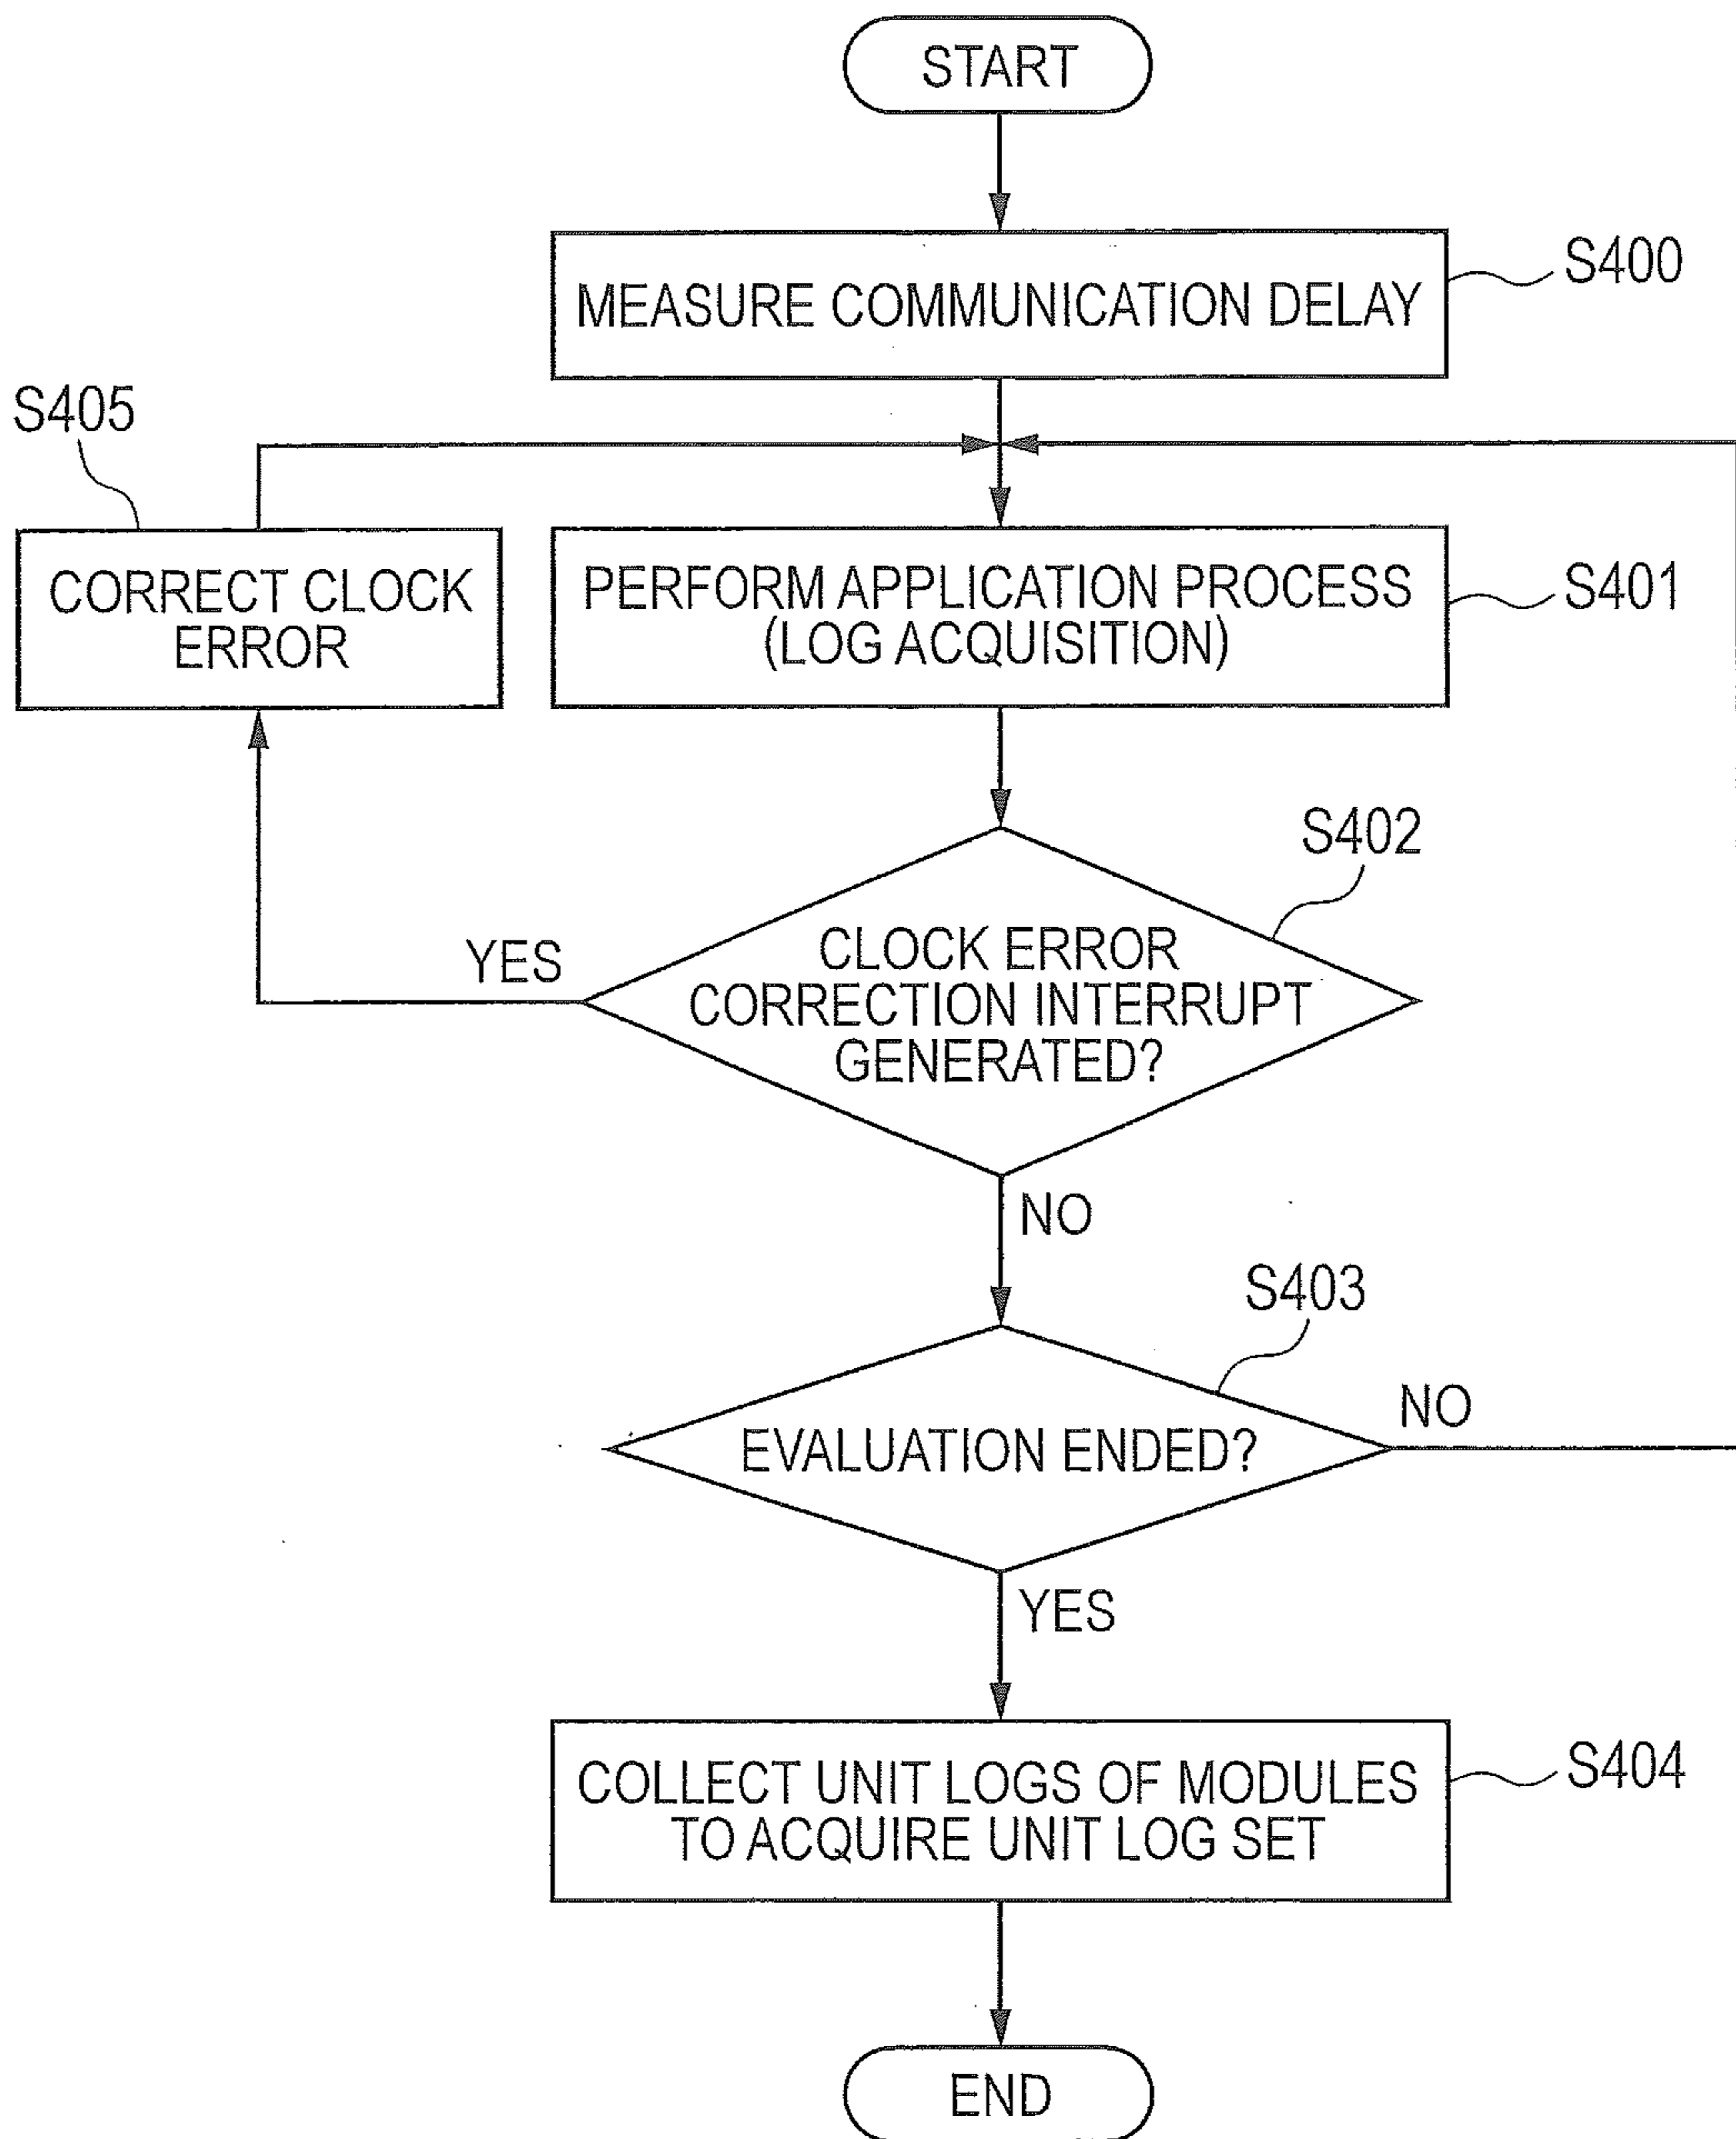 START
MEASURE COMMUNICATION DELAY
S400
S405
CORRECT CLOCK
ERROR
PERFORM APPLICATION PROCESS
(LOG ACQUISITION)
S401
S402
YES
CLOCK ERROR
CORRECTION INTERRUPT
GENERATED?
NO
S403
EVALUATION ENDED?
NO
YES
COLLECT UNIT LOGS OF MODULES
TO ACQUIRE UNIT LOG SET
S404
END